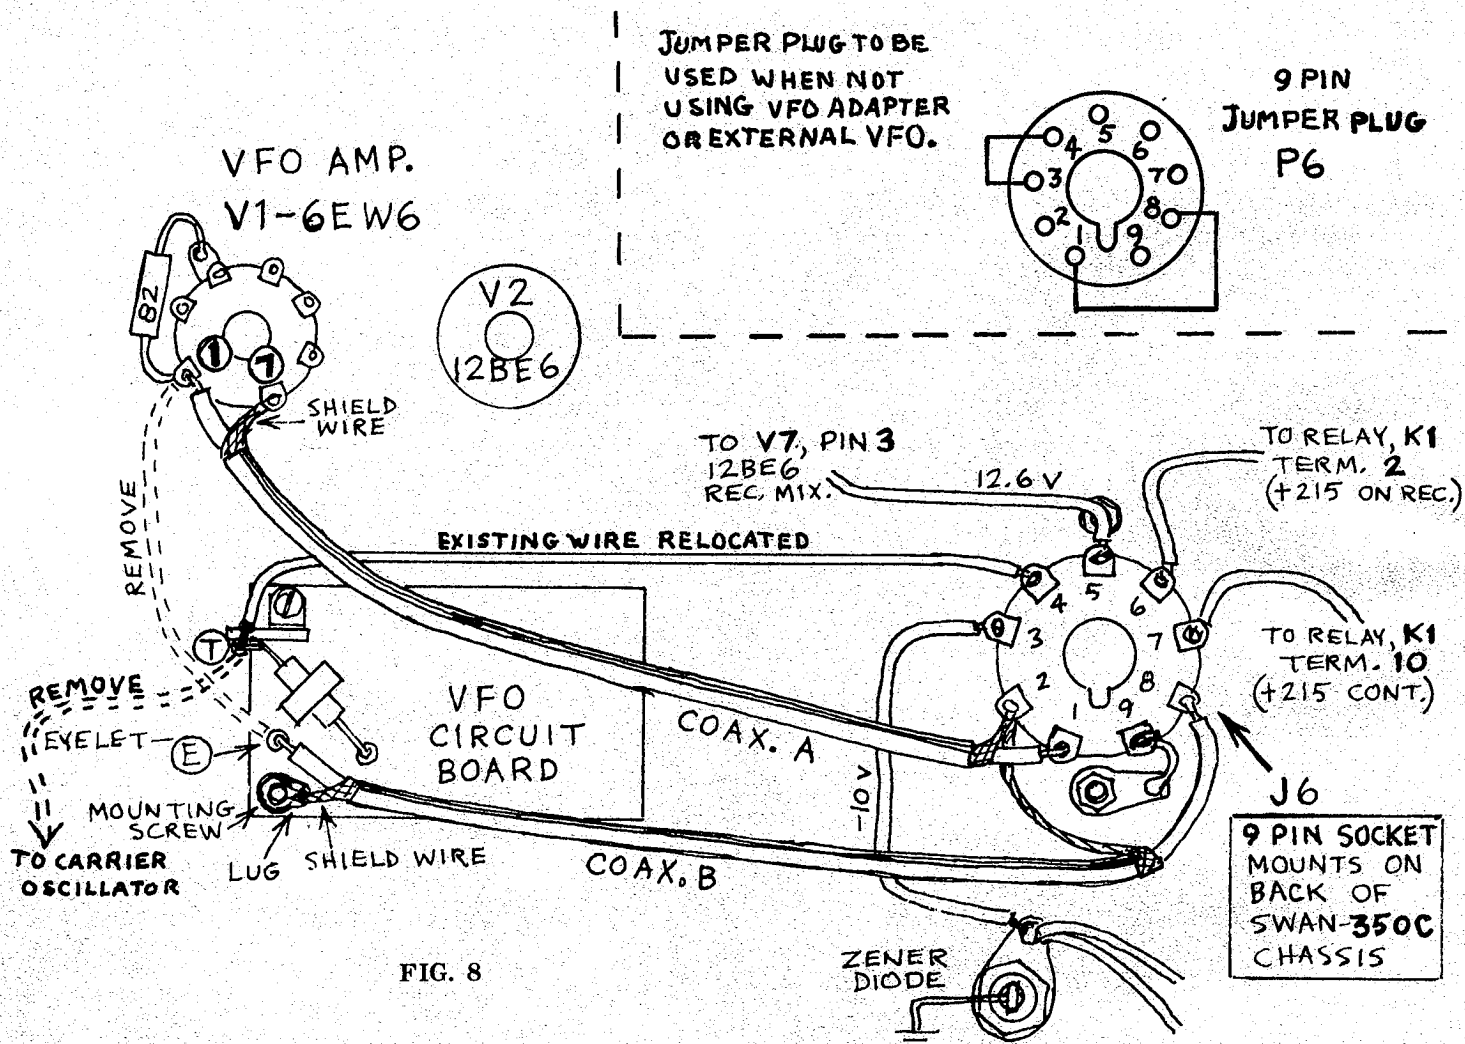 JUMPER PLUG TO BE
USED WHEN NOT
USING VFO ADAPTER
OR EXTERNAL VFO.
9 PIN
JUMPER PLUG
P6
5
4
6
3
7
2
8
1
9
VFO AMP.
V1-6EW6
82
1
7
V2
12BE6
SHIELD
WIRE
REMOVE
TO V7, PIN 3
12BE6
REC. MIX.
12.6 V
TO RELAY, K1
TERM. 2
(+215 ON REC.)
EXISTING WIRE RELOCATED
5
4
6
3
7
2
8
1
9
TO RELAY, K1
TERM. 10
(+215 CONT.)
T
REMOVE
EYELET-
E
VFO
CIRCUIT
BOARD
COAX. A
-10V
MOUNTING
SCREW
LUG
SHIELD WIRE
TO CARRIER
OSCILLATOR
COAX. B
J6
9 PIN SOCKET
MOUNTS ON
BACK OF
SWAN-350C
CHASSIS
ZENER
DIODE
FIG. 8